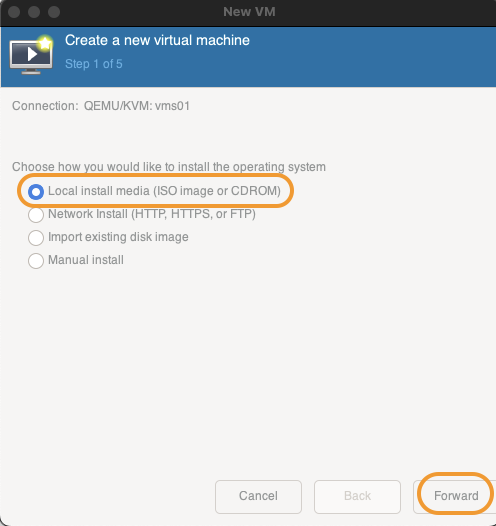 New VM
Create a new virtual machine
Step 1 of 5
Connection: QEMU/KVM: vms01
Choose how you would like to install the operating system
Local install media (ISO image or CDROM)
Network Install (HTTP, HTTPS, or FTP)
Import existing disk image
Manual install
Cancel
Back
Forward